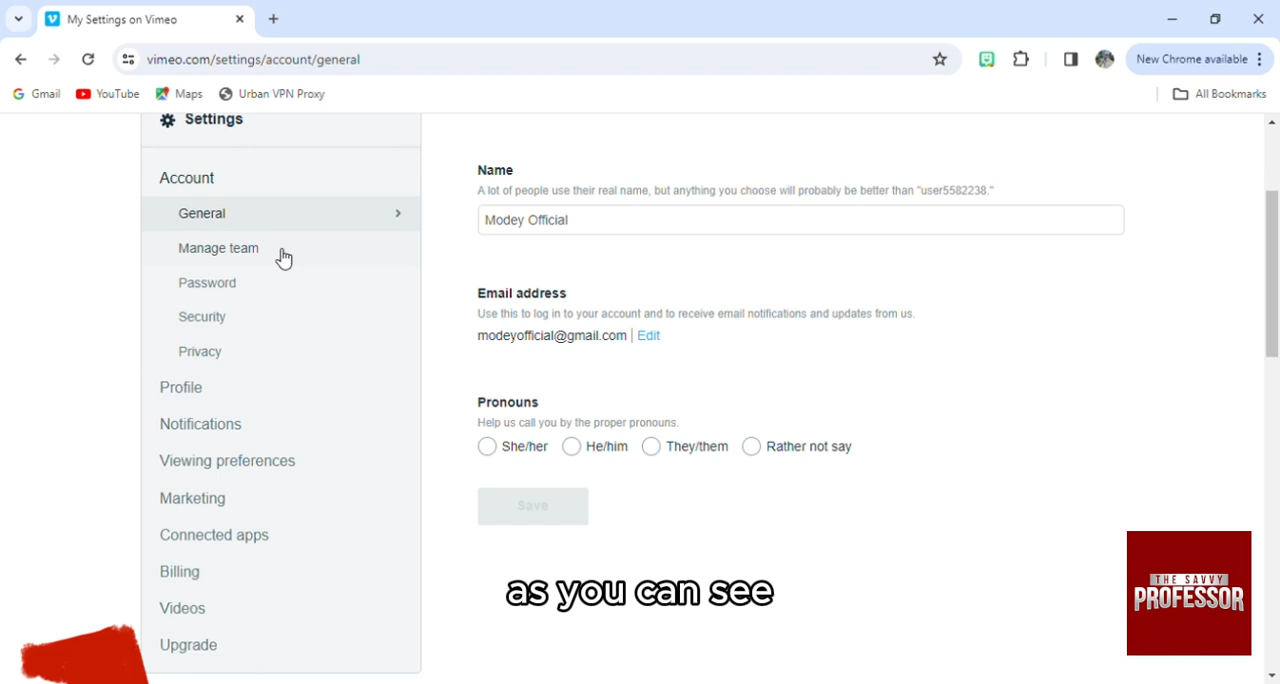 My Settings on Vimeo
vimeo.com/settings/account/general
New Chrome available
Gmail
YouTube
Maps
Urban VPN Proxy
All Bookmarks
Settings
Account
General
Manage team
Password
Security
Privacy
Profile
Notifications
Viewing preferences
Marketing
Connected apps
Billing
Videos
Upgrade
Name
A lot of people use their real name, but anything you choose will probably be better than "user5582238."
Modey Official
Email address
Use this to log in to your account and to receive email notifications and updates from us.
modeyofficial@gmail.com | Edit
Pronouns
Help us call you by the proper pronouns.
She/her He/him They/them Rather not say
Save
as you can see
THE SAVVY
PROFESSOR